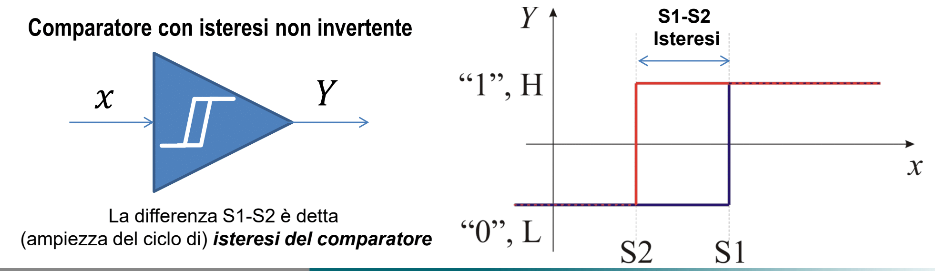 Comparatore con isteresi non invertente
x
Y
La differenza S1-S2 è detta
(ampiezza del ciclo di) isteresi del comparatore
Y
S1-S2
Isteresi
“1”, H
x
“0”, L
S2
S1